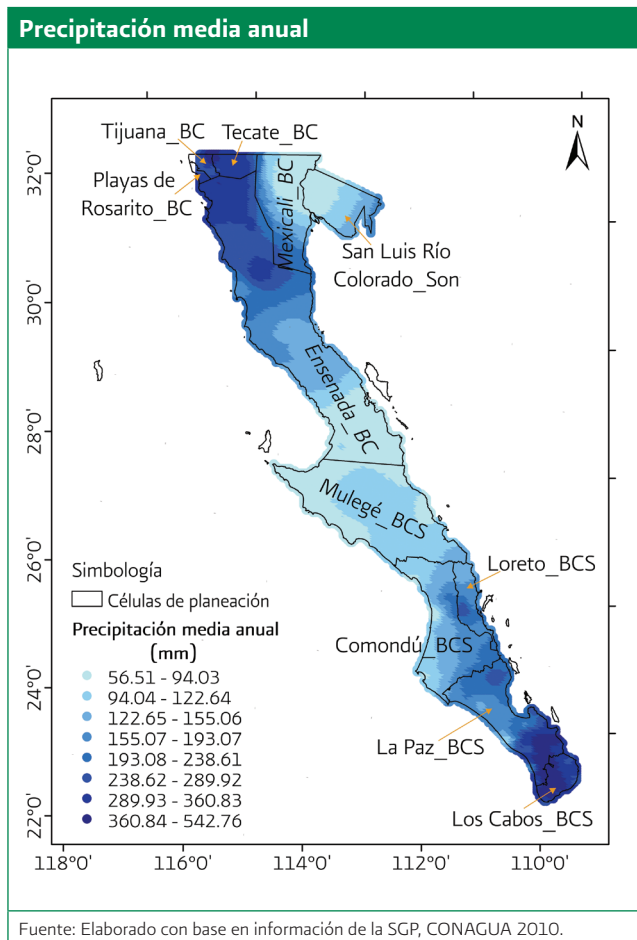 Precipitación media anual
N
Tijuana_BC
Tecate_BC
Playas de
Rosarito_BC
Mexicali_BC
San Luis Río
Colorado_Son
Ensenada_BC
Mulegé_BCS
Loreto_BCS
Comondú_BCS
La Paz_BCS
Los Cabos_BCS
32°0'
30°0'
28°0'
26°0'
24°0'
22°0'
Simbología
Células de planeación
Precipitación media anual
(mm)
56.51 - 94.03
94.04 - 122.64
122.65 - 155.06
155.07 - 193.07
193.08 - 238.61
238.62 - 289.92
289.93 - 360.83
360.84 - 542.76
118°0' 116°0' 114°0' 112°0' 110°0'
Fuente: Elaborado con base en información de la SGP, CONAGUA 2010.